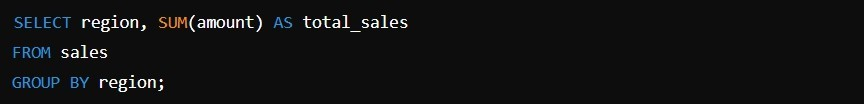 SELECT region, SUM(amount) AS total_sales
FROM sales
GROUP BY region;